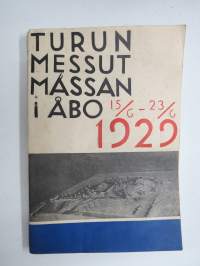 TURUN
MESSUT
MÄSSAN
i ÅBO 15/6 - 23/6
1929